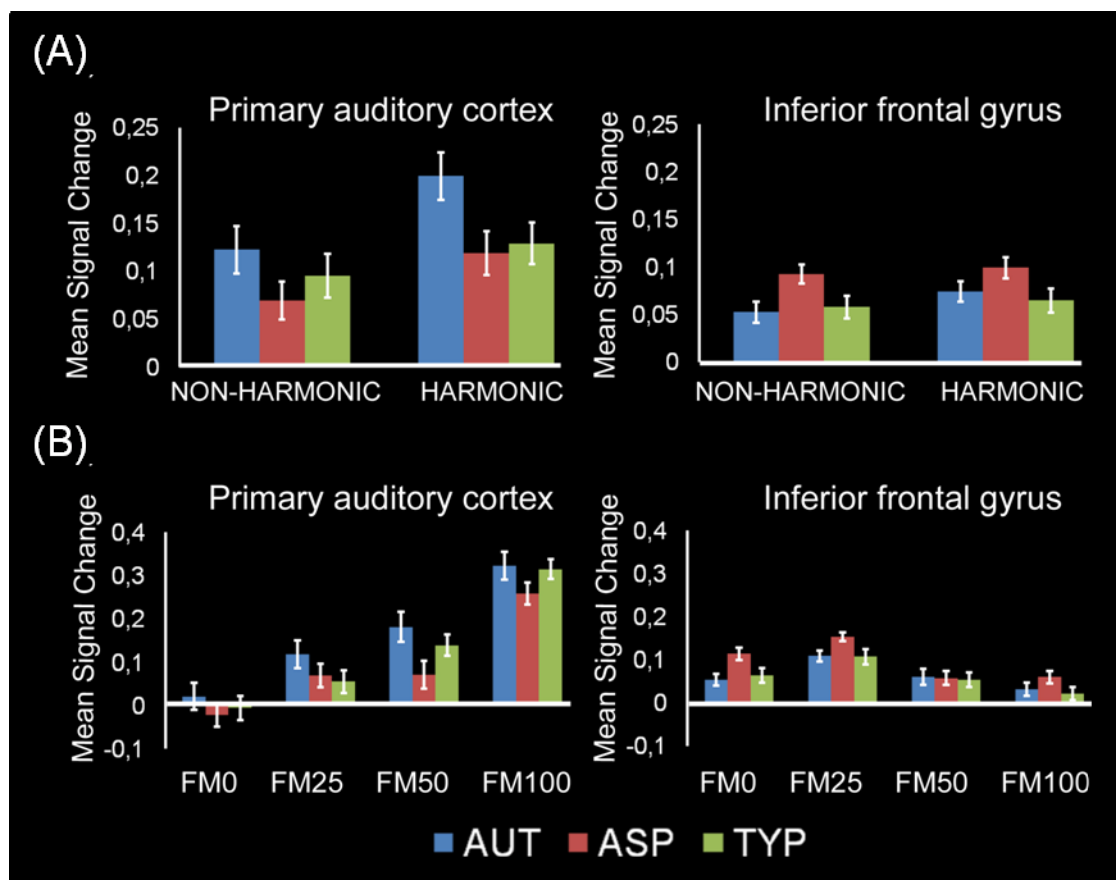 (A)
Primary auditory cortex
Inferior frontal gyrus
Mean Signal Change
0,25
0,2
0,15
0,1
0,05
0
NON-HARMONIC HARMONIC
Mean Signal Change
0,25
0,2
0,15
0,1
0,05
0
NON-HARMONIC HARMONIC
(B)
Primary auditory cortex
Inferior frontal gyrus
Mean Signal Change
0,4
0,3
0,2
0,1
0
-0,1
FM0 FM25 FM50 FM100
Mean Signal Change
0,4
0,3
0,2
0,1
0
-0,1
FM0 FM25 FM50 FM100
AUT ASP TYP